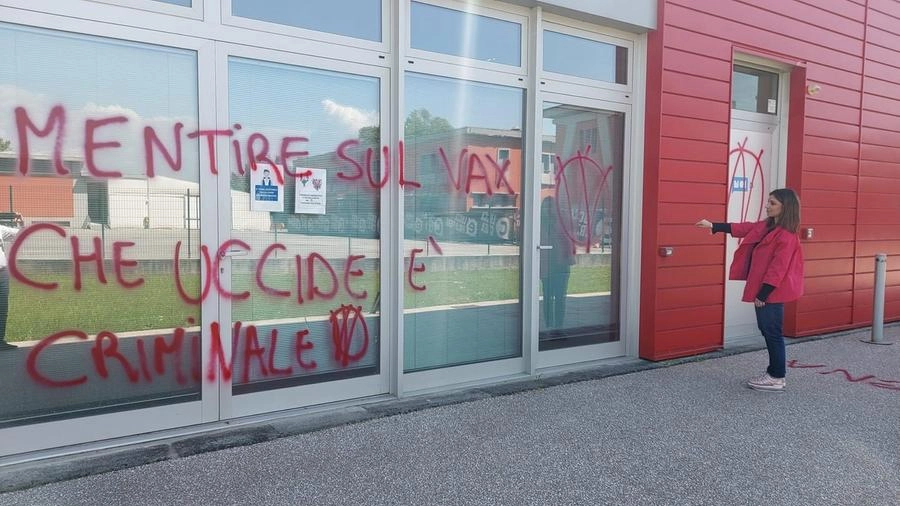 MENTiRE SUL VAX
CHE UCCIDE È
CRIMINALE